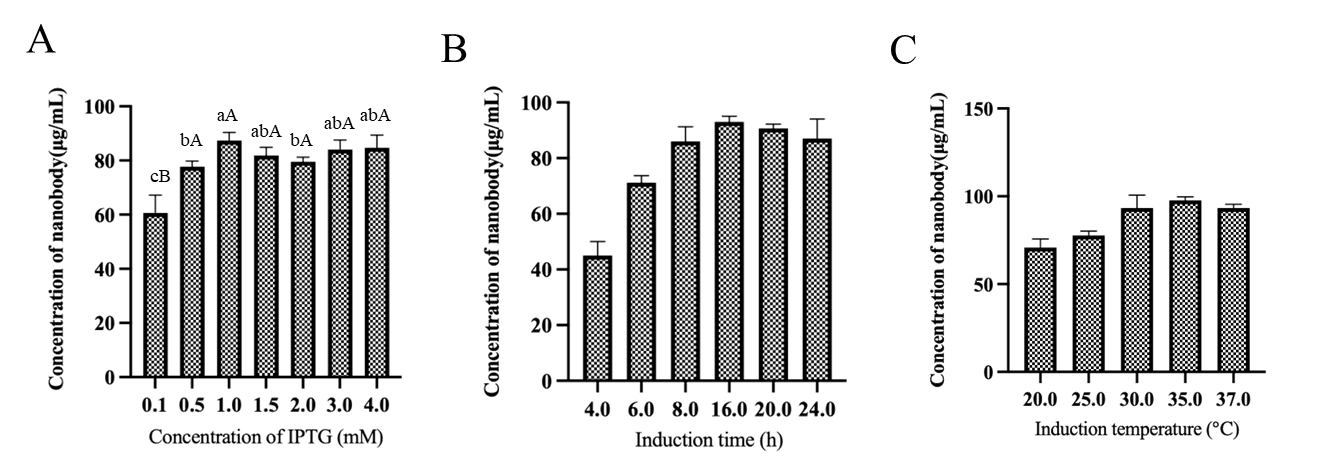 A
Concentration of nanobody(μg/mL)
100
80
60
40
20
0
cB
bA
aA
abA
bA
abA
abA
0.1 0.5 1.0 1.5 2.0 3.0 4.0
Concentration of IPTG (mM)
B
Concentration of nanobody(μg/mL)
100
80
60
40
20
0
4.0 6.0 8.0 16.0 20.0 24.0
Induction time (h)
C
Concentration of nanobody(μg/mL)
150
100
50
0
20.0 25.0 30.0 35.0 37.0
Induction temperature (°C)